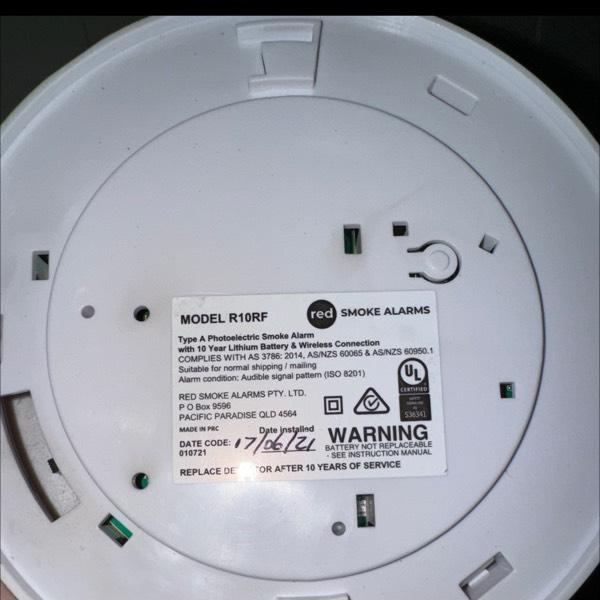 MODEL R10RF
red SMOKE ALARMS
Type A Photoelectric Smoke Alarm
with 10 Year Lithium Battery & Wireless Connection
COMPLIES WITH AS 3786: 2014, AS/NZS 60065 & AS/NZS 60950.1
Suitable for normal shipping / mailing
Alarm condition: Audible signal pattern (ISO 8201)
RED SMOKE ALARMS PTY. LTD.
P O Box 9596
PACIFIC PARADISE QLD 4564
UL
CERTIFIED
SAFETY
S36341
MADE IN PRC
Date installed
DATE CODE: 17/06/21
010721
WARNING
BATTERY NOT REPLACEABLE
- SEE INSTRUCTION MANUAL
REPLACE DE TOR AFTER 10 YEARS OF SERVICE